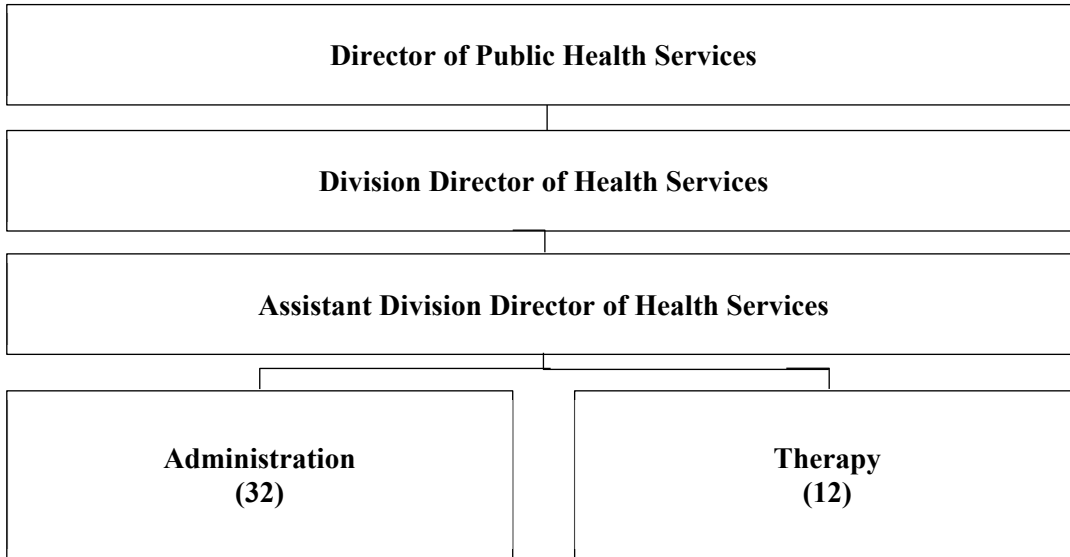 Director of Public Health Services
Division Director of Health Services
Assistant Division Director of Health Services
Administration
(32)
Therapy
(12)